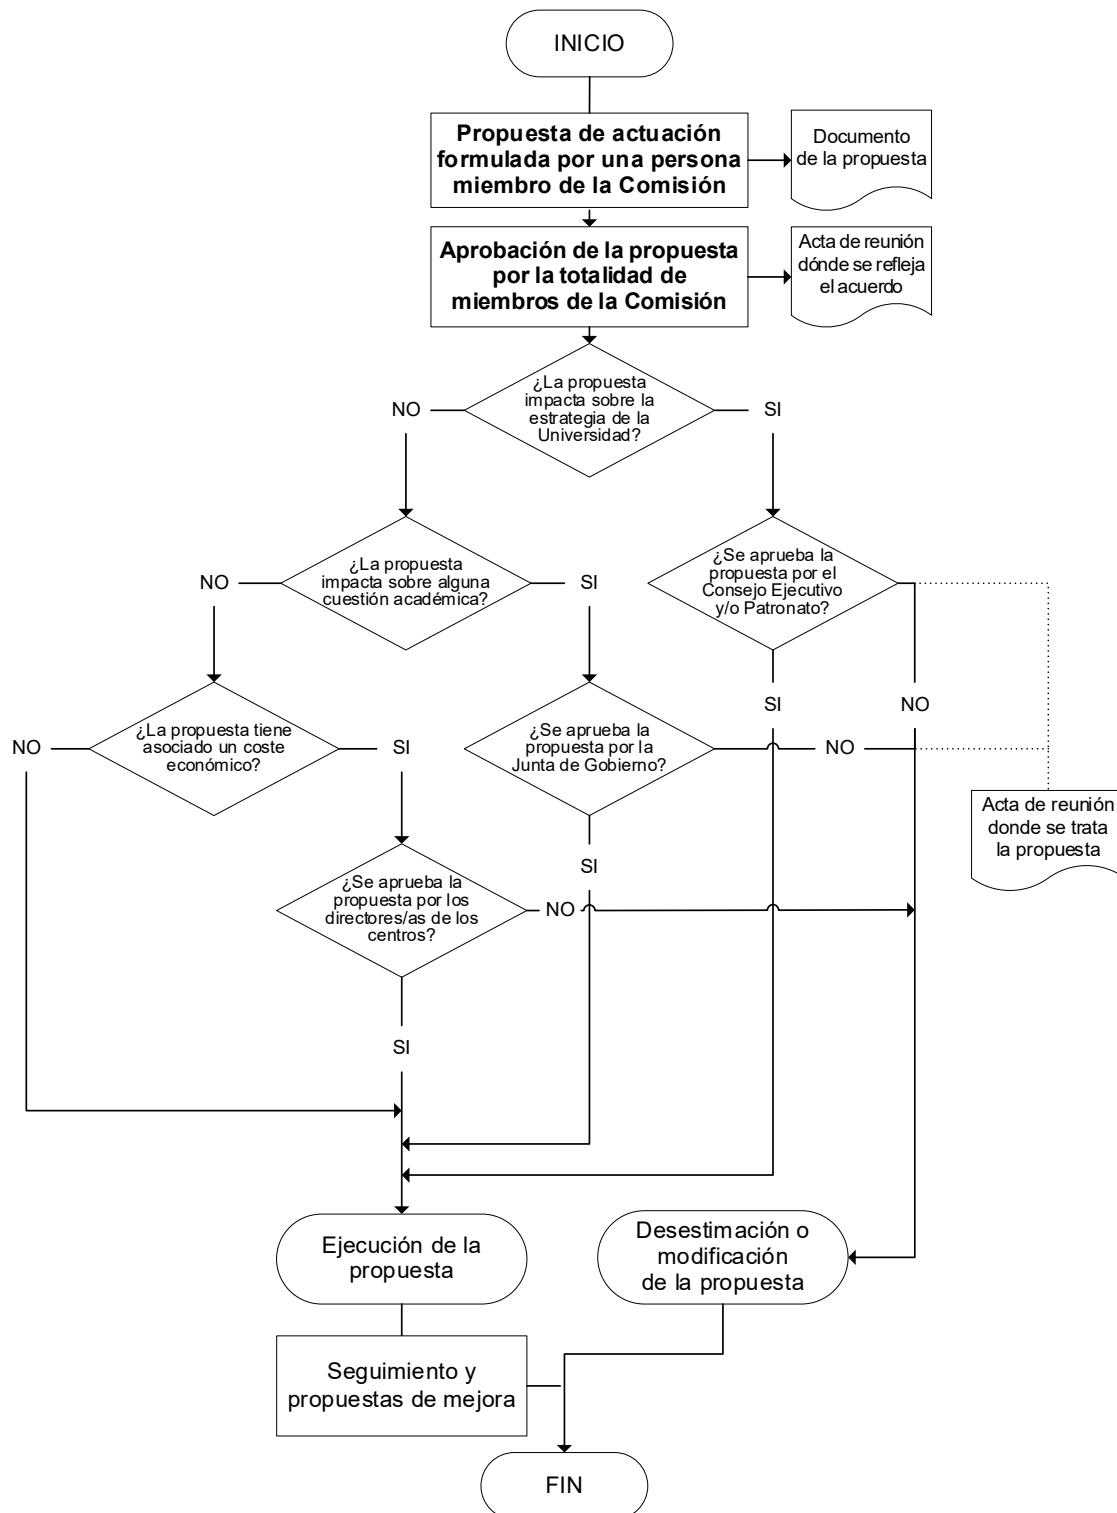 INICIO
Propuesta de actuación
formulada por una persona
miembro de la Comisión
Documento
de la propuesta
Aprobación de la propuesta
por la totalidad de
miembros de la Comisión
Acta de reunión
dónde se refleja
el acuerdo
¿La propuesta
impacta sobre la
estrategia de la
Universidad?
NO
SI
¿La propuesta
impacta sobre alguna
cuestión académica?
NO
SI
¿Se aprueba la
propuesta por el
Consejo Ejecutivo
y/o Patronato?
SI
NO
¿La propuesta tiene
asociado un coste
económico?
NO
SI
¿Se aprueba la
propuesta por la
Junta de Gobierno?
NO
SI
Acta de reunión
donde se trata
la propuesta
¿Se aprueba la
propuesta por los
directores/as de los
centros?
NO
SI
Ejecución de la
propuesta
Desestimación o
modificación
de la propuesta
Seguimiento y
propuestas de mejora
FIN